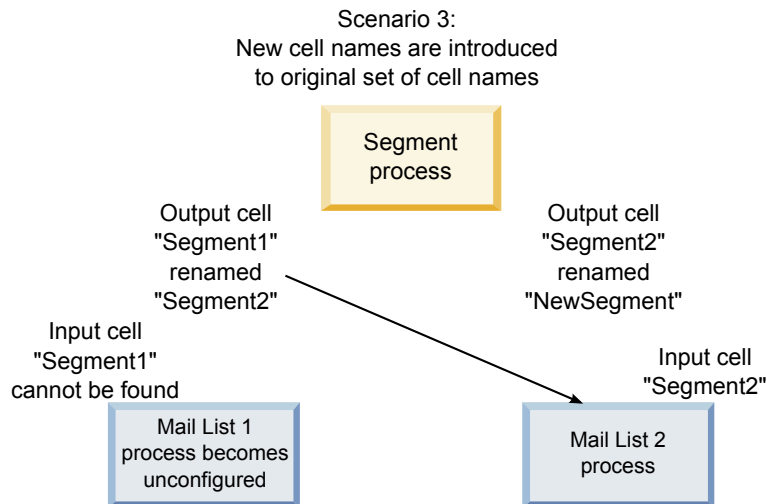 Scenario 3:
New cell names are introduced
to original set of cell names
Segment
process
Output cell
"Segment1"
renamed
"Segment2"
Output cell
"Segment2"
renamed
"NewSegment"
Input cell
"Segment1"
cannot be found
Input cell
"Segment2"
Mail List 1
process becomes
unconfigured
Mail List 2
process